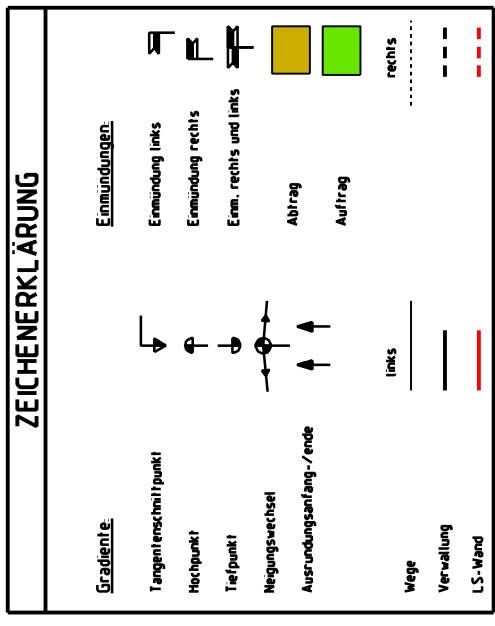 ZEICHENERKLÄRUNG
Gradiente:
Tangentenschnittpunkt
Hochpunkt
Tiefpunkt
Neigungswechsel
Ausrundungsanfang-/ende
Einmündungen:
Einmündung links
Einmündung rechts
Einm. rechts und links
Abtrag
Auftrag
links
rechts
Wege
Verwallung
LS-Wand